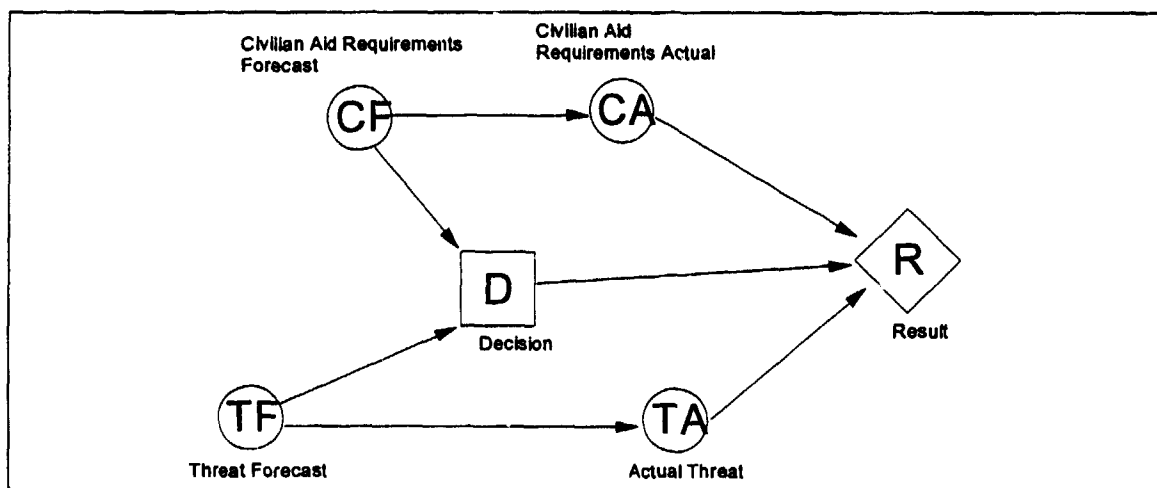 Civilian Aid Requirements
Forecast
Civilian Aid
Requirements Actual
CF
CA
D
Decision
R
Result
TF
Threat Forecast
TA
Actual Threat